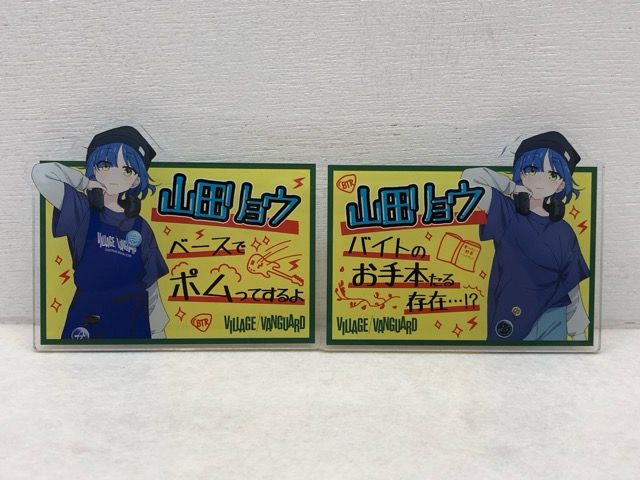 山田リョウ
VILLAGE VANGUARD
ベースで
ポムってするよ
BTR
VILLAGE/VANGUARD
BTR
山田リョウ
バイトの
お手本たる
存在…!?
VILLAGE/VANGUARD